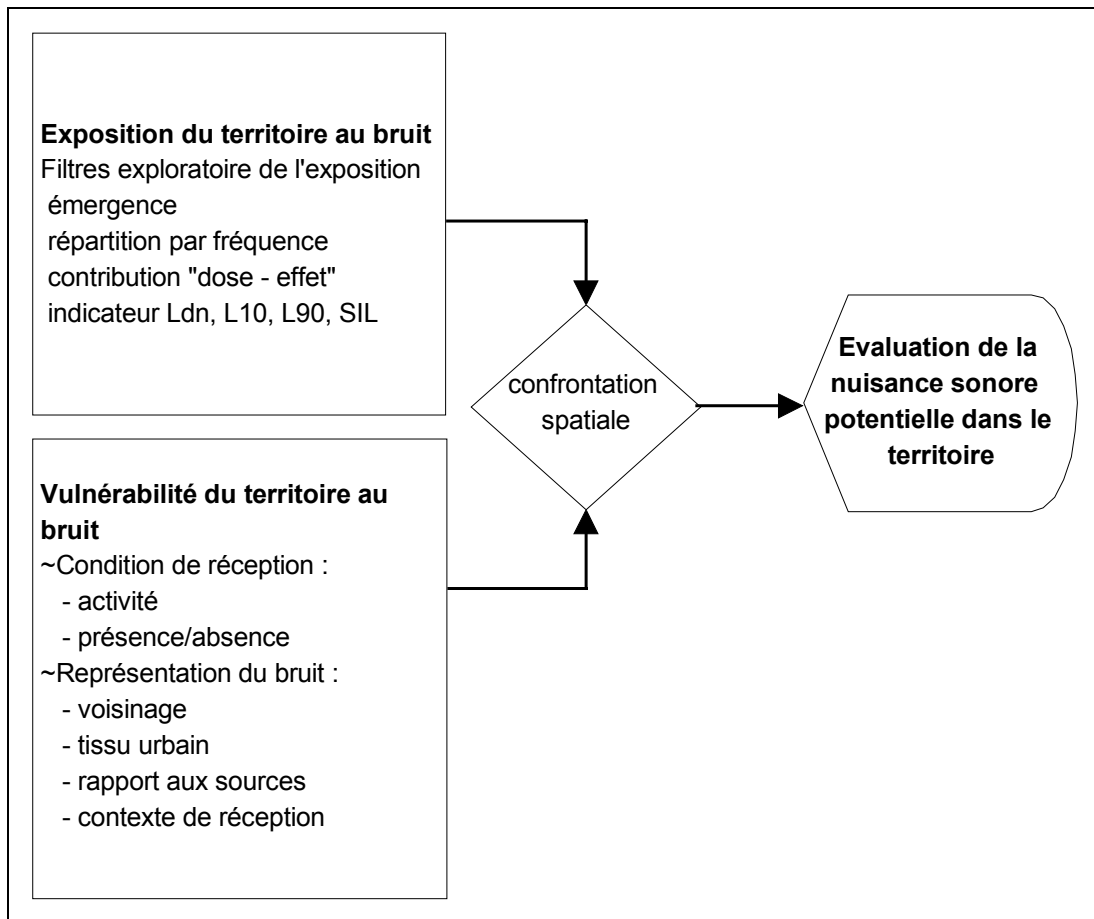 Exposition du territoire au bruit
Filtres exploratoire de l'exposition
émergence
répartition par fréquence
contribution "dose - effet"
indicateur Ldn, L10, L90, SIL
Vulnérabilité du territoire au
bruit
~Condition de réception :
- activité
- présence/absence
~Représentation du bruit :
- voisinage
- tissu urbain
- rapport aux sources
- contexte de réception
confrontation
spatiale
Evaluation de la
nuisance sonore
potentielle dans le
territoire